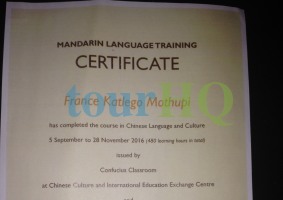 MANDARIN LANGUAGE TRAINING
CERTIFICATE
France Katlego Mothupi
tourHQ
has completed the course in Chinese Language and Culture
5 September to 28 November 2016 (480 learning hours in total)
issued by
Confucius Classroom
at Chinese Culture and International Education Exchange Centre
and